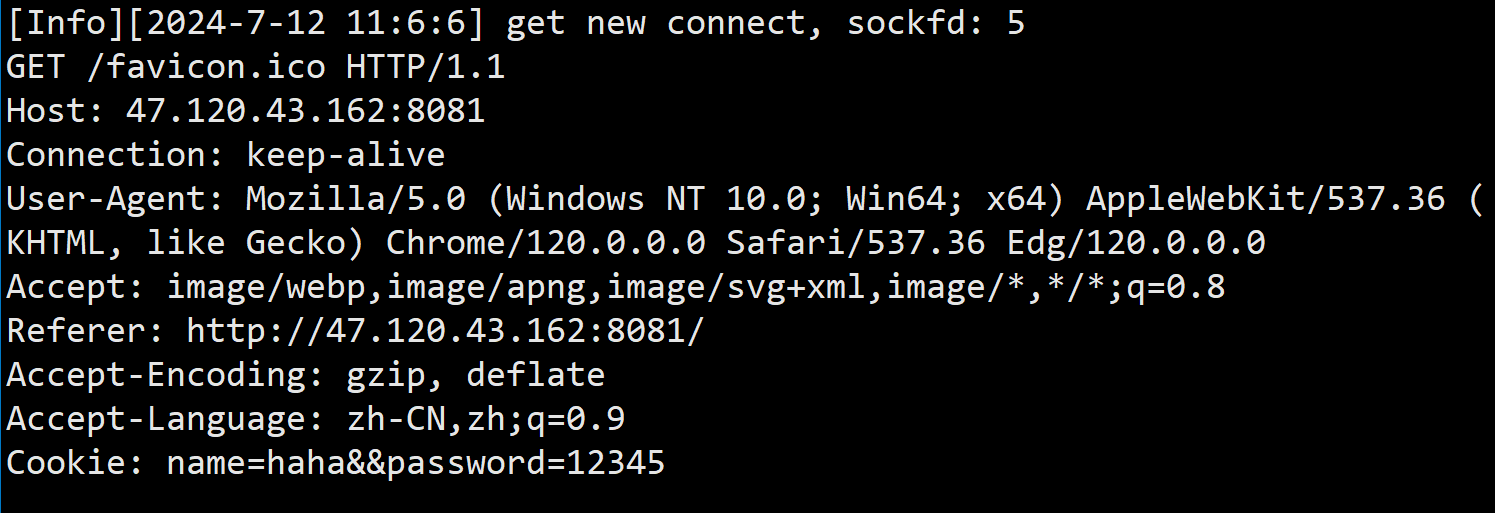 [Info][2024-7-12 11:6:6] get new connect, sockfd: 5
GET /favicon.ico HTTP/1.1
Host: 47.120.43.162:8081
Connection: keep-alive
User-Agent: Mozilla/5.0 (Windows NT 10.0; Win64; x64) AppleWebKit/537.36 (
KHTML, like Gecko) Chrome/120.0.0.0 Safari/537.36 Edg/120.0.0.0
Accept: image/webp,image/apng,image/svg+xml,image/*,*/*;q=0.8
Referer: http://47.120.43.162:8081/
Accept-Encoding: gzip, deflate
Accept-Language: zh-CN,zh;q=0.9
Cookie: name=haha&&password=12345